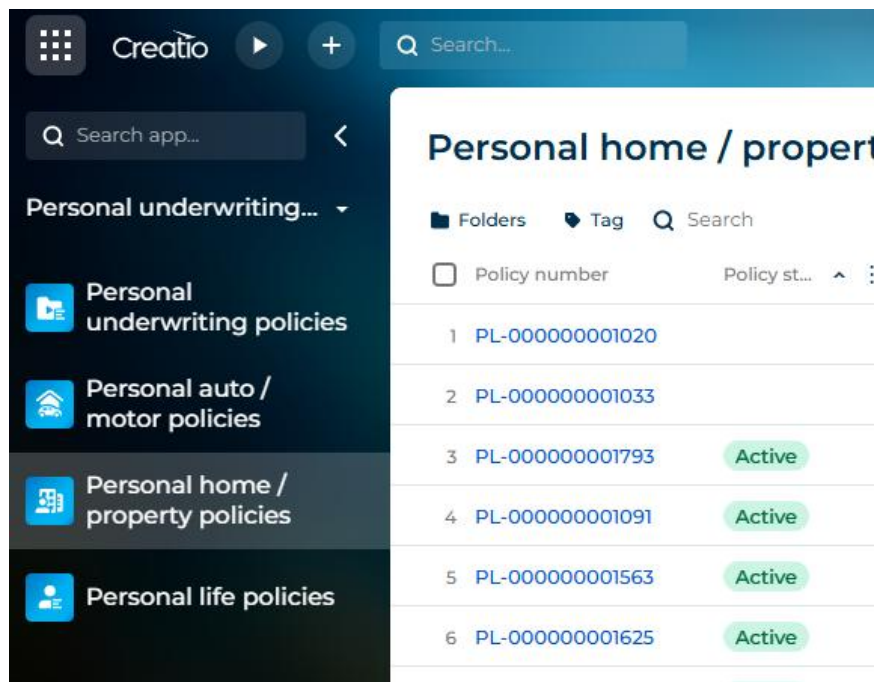 Creatio
Search...
Search app...
Personal underwriting...
Personal
underwriting policies
Personal auto /
motor policies
Personal home /
property policies
Personal life policies
Personal home / propert
Folders Tag Search
Policy number Policy st...
1 PL-000000001020
2 PL-000000001033
3 PL-000000001793 Active
4 PL-000000001091 Active
5 PL-000000001563 Active
6 PL-000000001625 Active